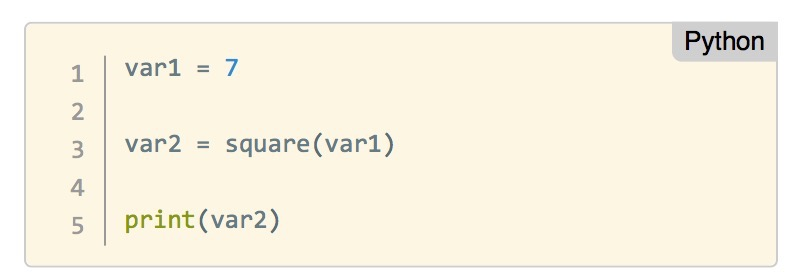 Python
1 var1 = 7
2
3 var2 = square(var1)
4
5 print(var2)